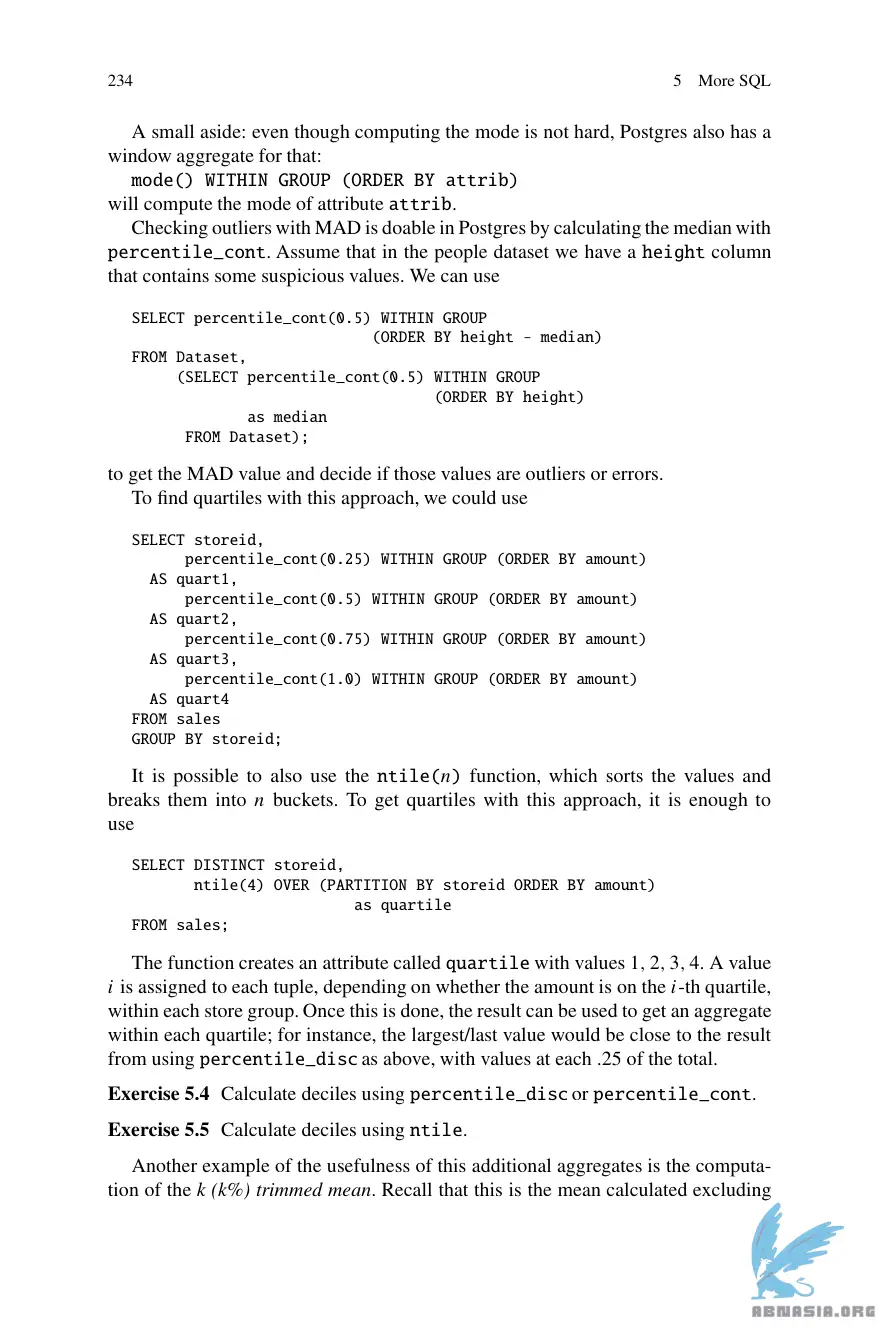 234
5 More SQL
A small aside: even though computing the mode is not hard, Postgres also has a
window aggregate for that:
mode() WITHIN GROUP (ORDER BY attrib)
will compute the mode of attribute attrib.
Checking outliers with MAD is doable in Postgres by calculating the median with
percentile_cont. Assume that in the people dataset we have a height column
that contains some suspicious values. We can use
SELECT percentile_cont(0.5) WITHIN GROUP
(ORDER BY height - median)
FROM Dataset,
(SELECT percentile_cont(0.5) WITHIN GROUP
(ORDER BY height)
as median
FROM Dataset);
to get the MAD value and decide if those values are outliers or errors.
To find quartiles with this approach, we could use
SELECT storeid,
percentile_cont(0.25) WITHIN GROUP (ORDER BY amount)
AS quart1,
percentile_cont(0.5) WITHIN GROUP (ORDER BY amount)
AS quart2,
percentile_cont(0.75) WITHIN GROUP (ORDER BY amount)
AS quart3,
percentile_cont(1.0) WITHIN GROUP (ORDER BY amount)
AS quart4
FROM sales
GROUP BY storeid;
It is possible to also use the ntile(n) function, which sorts the values and
breaks them into n buckets. To get quartiles with this approach, it is enough to
use
SELECT DISTINCT storeid,
ntile(4) OVER (PARTITION BY storeid ORDER BY amount)
as quartile
FROM sales;
The function creates an attribute called quartile with values 1, 2, 3, 4. A value
i is assigned to each tuple, depending on whether the amount is on the i-th quartile,
within each store group. Once this is done, the result can be used to get an aggregate
within each quartile; for instance, the largest/last value would be close to the result
from using percentile_disc as above, with values at each .25 of the total.
Exercise 5.4 Calculate deciles using percentile_disc or percentile_cont.
Exercise 5.5 Calculate deciles using ntile.
Another example of the usefulness of this additional aggregates is the computa-
tion of the k (k%) trimmed mean. Recall that this is the mean calculated excluding
ABNASIA.ORG